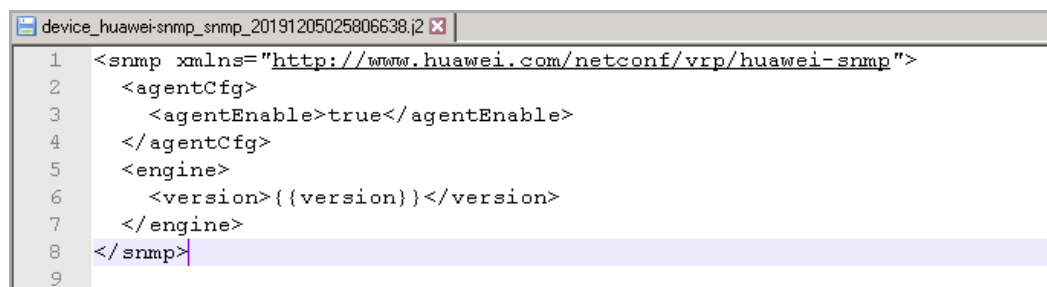 device_huawei-snmp_snmp_20191205025806638.j2
1 <snmp xmlns="http://www.huawei.com/netconf/vrp/huawei-snmp">
2 <agentCfg>
3 <agentEnable>true</agentEnable>
4 </agentCfg>
5 <engine>
6 <version>{{version}}</version>
7 </engine>
8 </snmp>
9